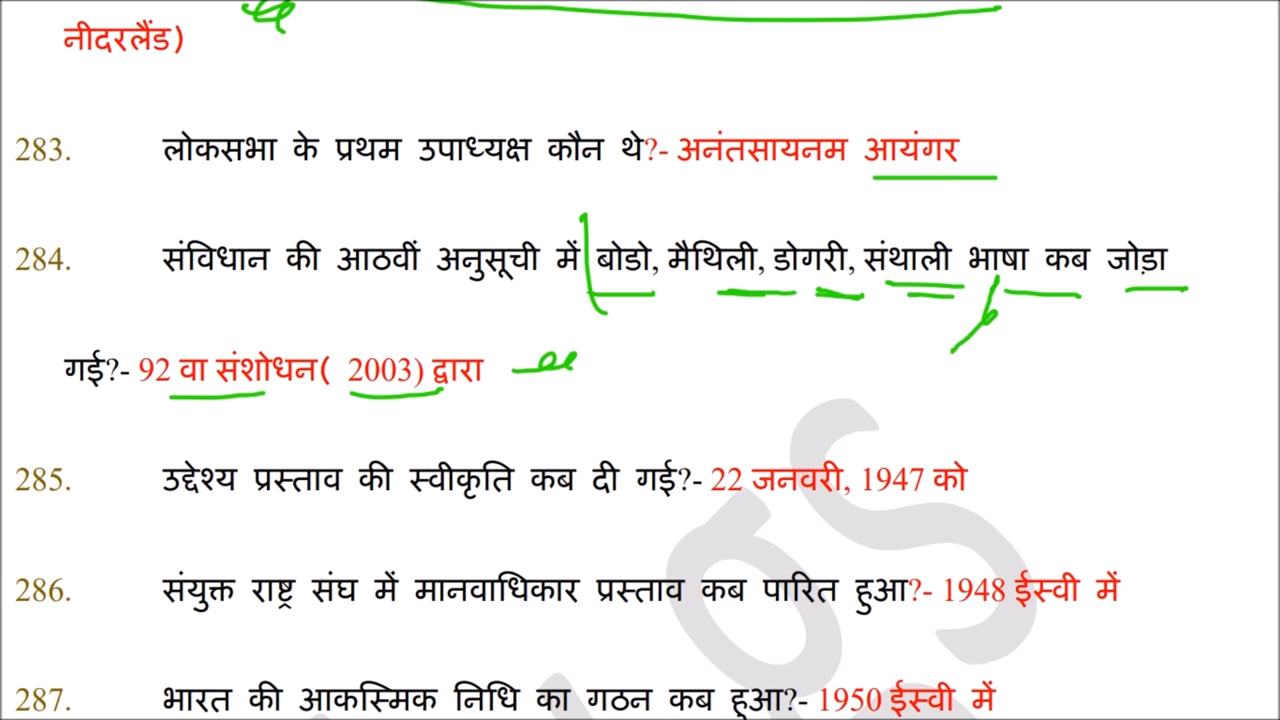 नीदरलैंड)
283. लोकसभा के प्रथम उपाध्यक्ष कौन थे?- अनंतसायनम आयंगर
284. संविधान की आठवीं अनुसूची में बोडो, मैथिली, डोगरी, संथाली भाषा कब जोड़ा
गई?- 92 वा संशोधन( 2003) द्वारा
285. उद्देश्य प्रस्ताव की स्वीकृति कब दी गई?- 22 जनवरी, 1947 को
286. संयुक्त राष्ट्र संघ में मानवाधिकार प्रस्ताव कब पारित हुआ?- 1948 ईस्वी में
287. भारत की आकस्मिक निधि का गठन कब हुआ?- 1950 ईस्वी में